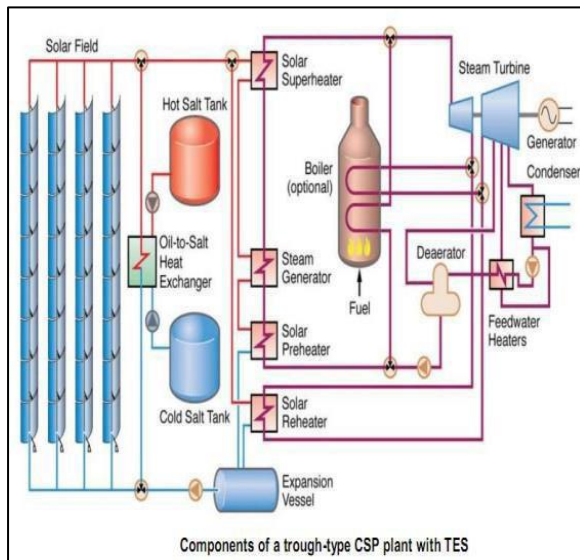 Solar Field
Solar
Superheater
Steam Turbine
Hot Salt Tank
Generator
Boiler
(optional)
Condenser
Oil-to-Salt
Heat
Exchanger
Steam
Generator
Deaerator
Fuel
Feedwater
Heaters
Solar
Preheater
Cold Salt Tank
Solar
Reheater
Expansion
Vessel
Components of a trough-type CSP plant with TES